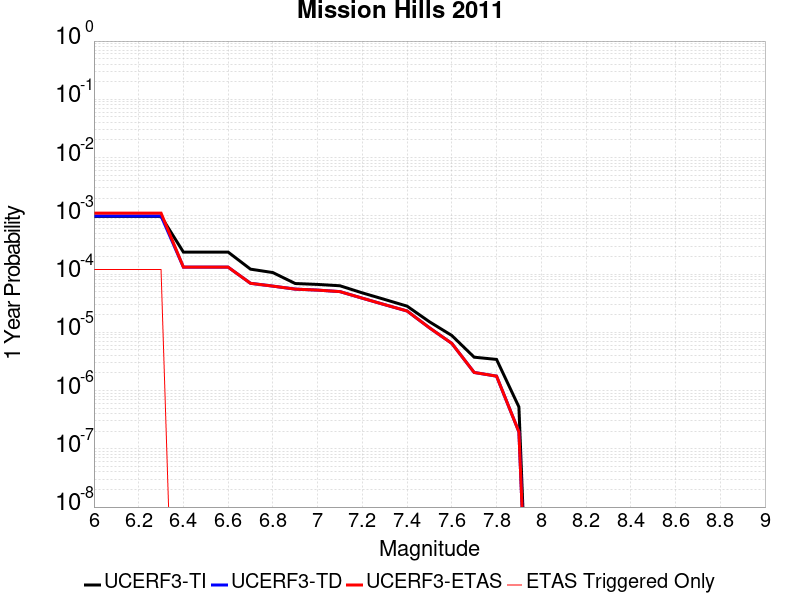 Mission Hills 2011
10^0
10^-1
10^-2
10^-3
10^-4
10^-5
10^-6
10^-7
10^-8
1 Year Probability
6 6.2 6.4 6.6 6.8 7 7.2 7.4 7.6 7.8 8 8.2 8.4 8.6 8.8 9
Magnitude
UCERF3-TI UCERF3-TD UCERF3-ETAS ETAS Triggered Only